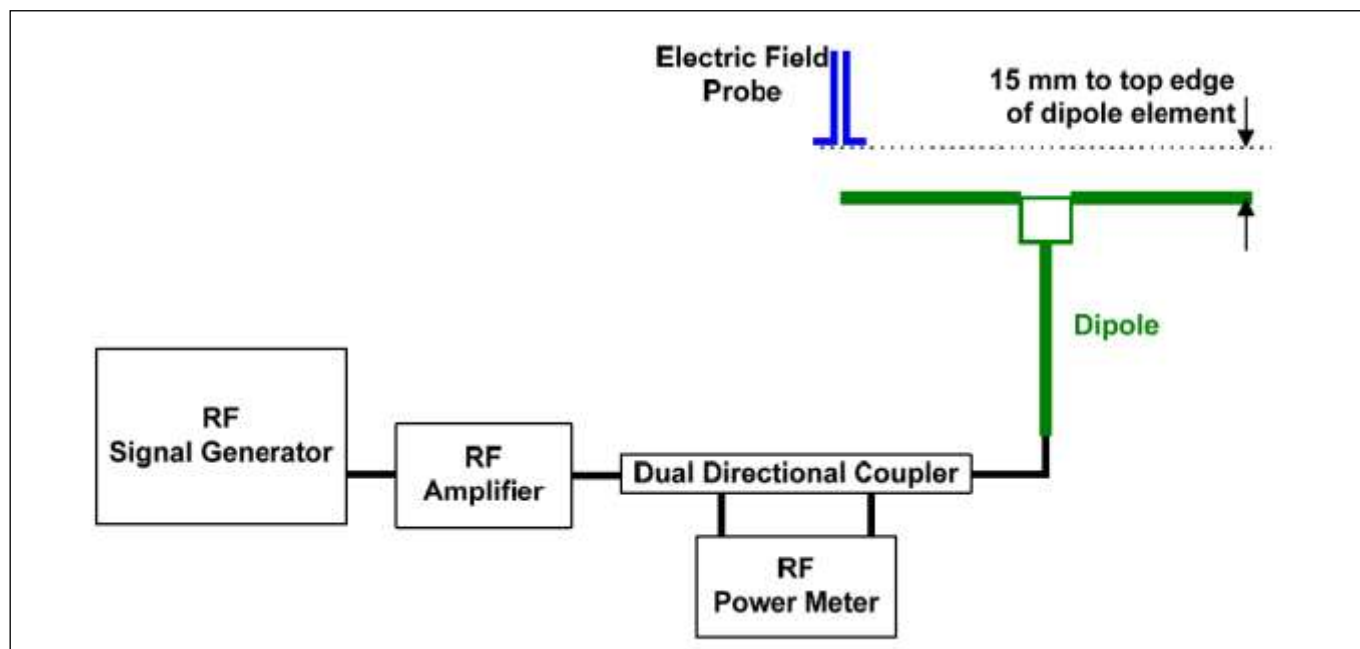 Electric Field
Probe
15 mm to top edge
of dipole element
Dipole
RF
Signal Generator
RF
Amplifier
Dual Directional Coupler
RF
Power Meter